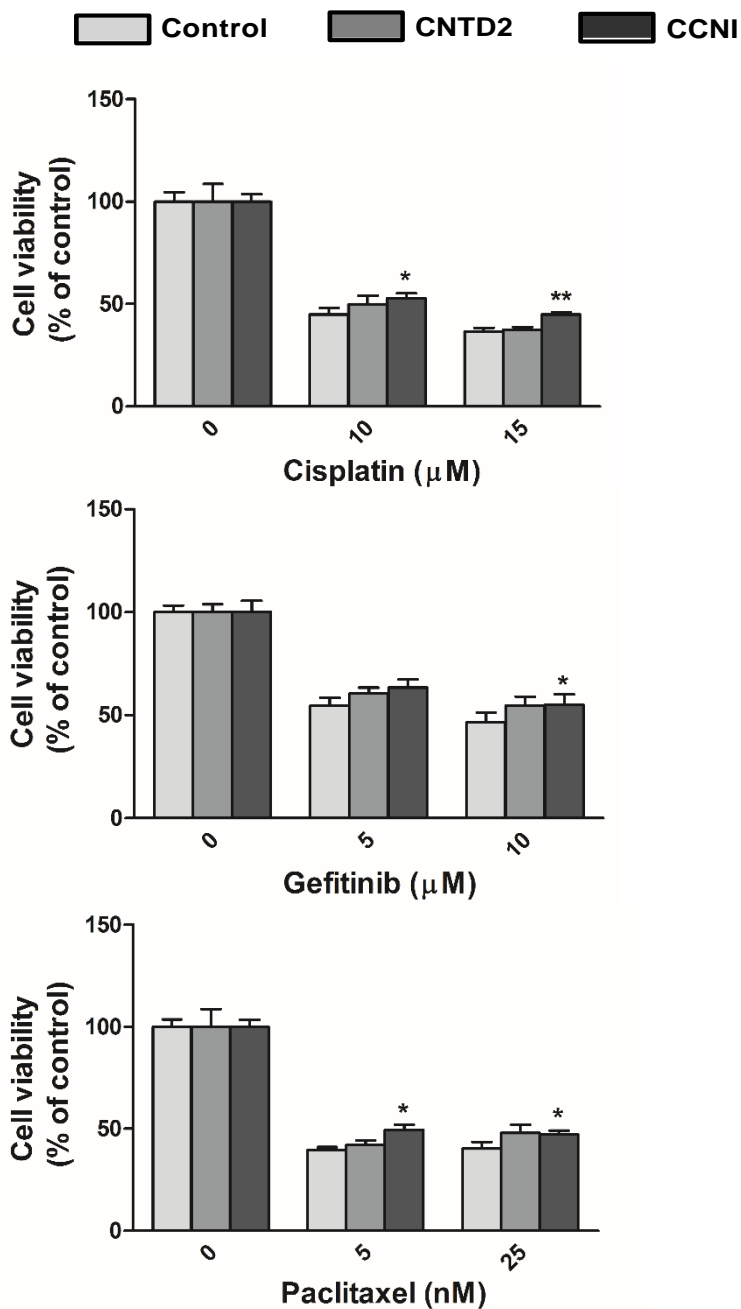 Control CNTD2 CCNI
150
100
50
0
Cell viability
(% of control)
*
**
0 10 15
Cisplatin (μM)
150
100
50
0
Cell viability
(% of control)
*
0 5 10
Gefitinib (μM)
150
100
50
0
Cell viability
(% of control)
*
*
0 5 25
Paclitaxel (nM)